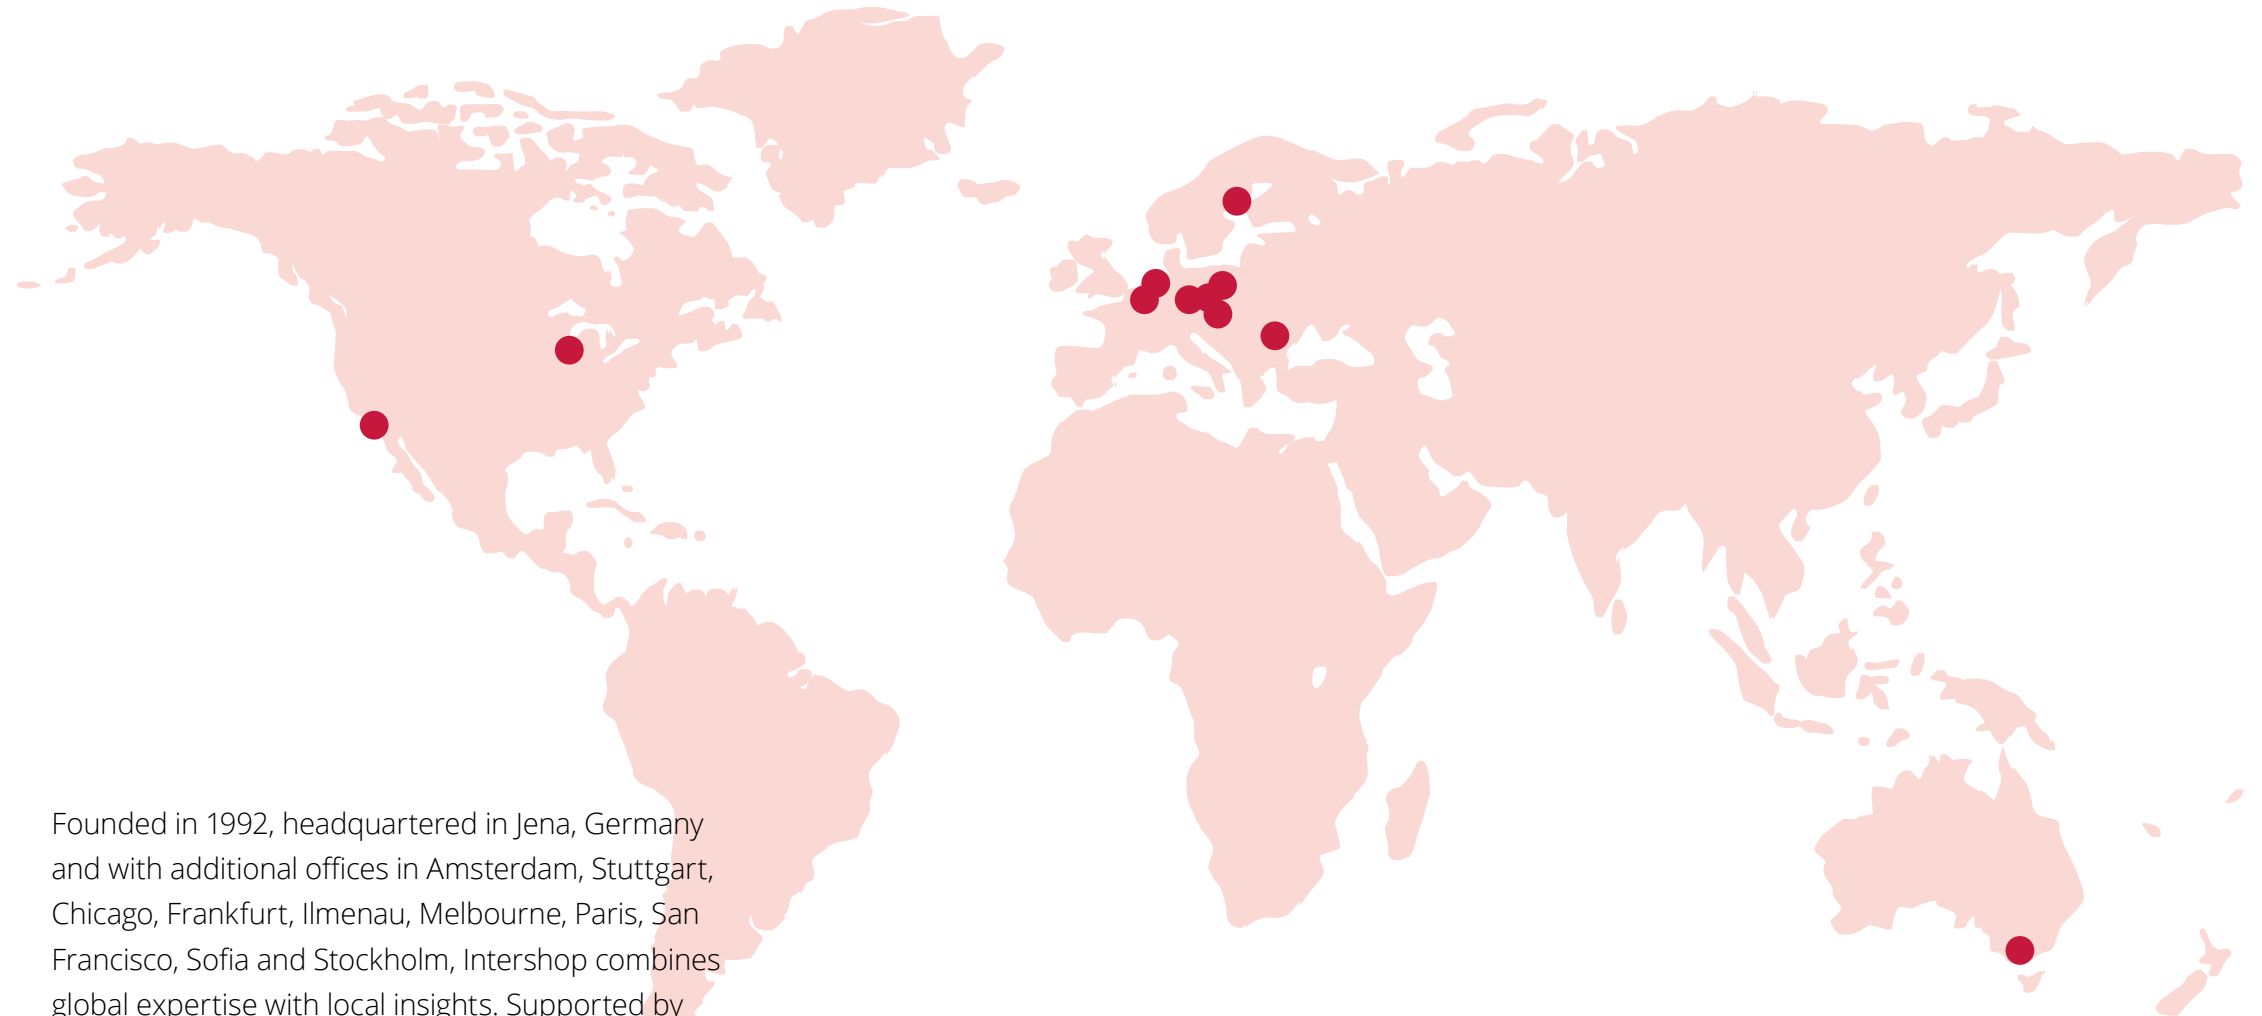 Founded in 1992, headquartered in Jena, Germany
and with additional offices in Amsterdam, Stuttgart,
Chicago, Frankfurt, Ilmenau, Melbourne, Paris, San
Francisco, Sofia and Stockholm, Intershop combines
global expertise with local insights. Supported by